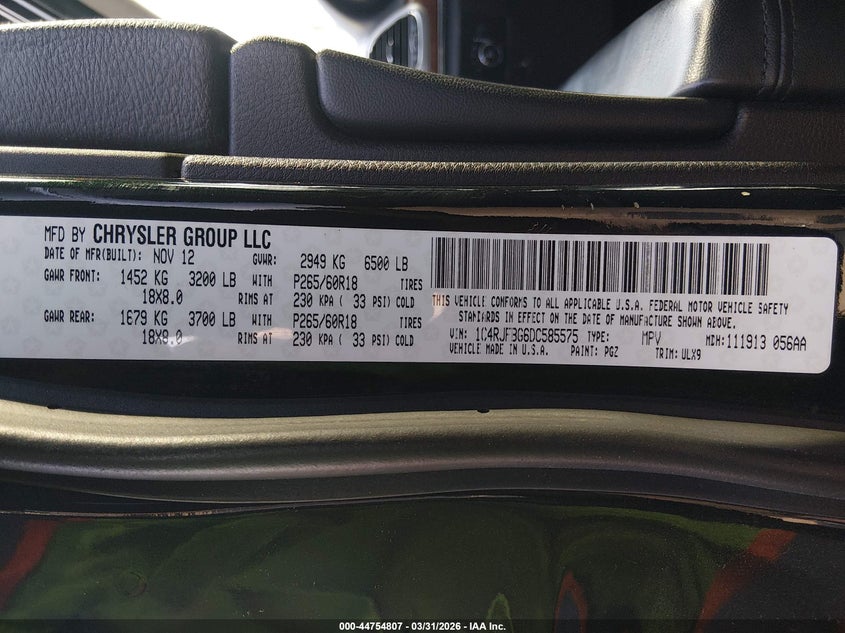 MFD BY CHRYSLER GROUP LLC
DATE OF MFR(BUILT): NOV 12 GVWR: 2949 KG 6500 LB
GAWR FRONT: 1452 KG 3200 LB WITH P265/60R18 TIRES
18X8.0 RIMS AT 230 KPA ( 33 PSI) COLD
GAWR REAR: 1679 KG 3700 LB WITH P265/60R18 TIRES
18X8.0 RIMS AT 230 KPA ( 33 PSI) COLD
THIS VEHICLE CONFORMS TO ALL APPLICABLE U.S.A. FEDERAL MOTOR VEHICLE SAFETY
STANDARDS IN EFFECT ON THE DATE OF MANUFACTURE SHOWN ABOVE.
VIN: 1C4RJFBG6DC585575 TYPE: MPV MDH: 111913 056AA
VEHICLE MADE IN U.S.A. PAINT: PGZ TRIM: ULX9
000-44754807 - 03/31/2026 - IAA Inc.